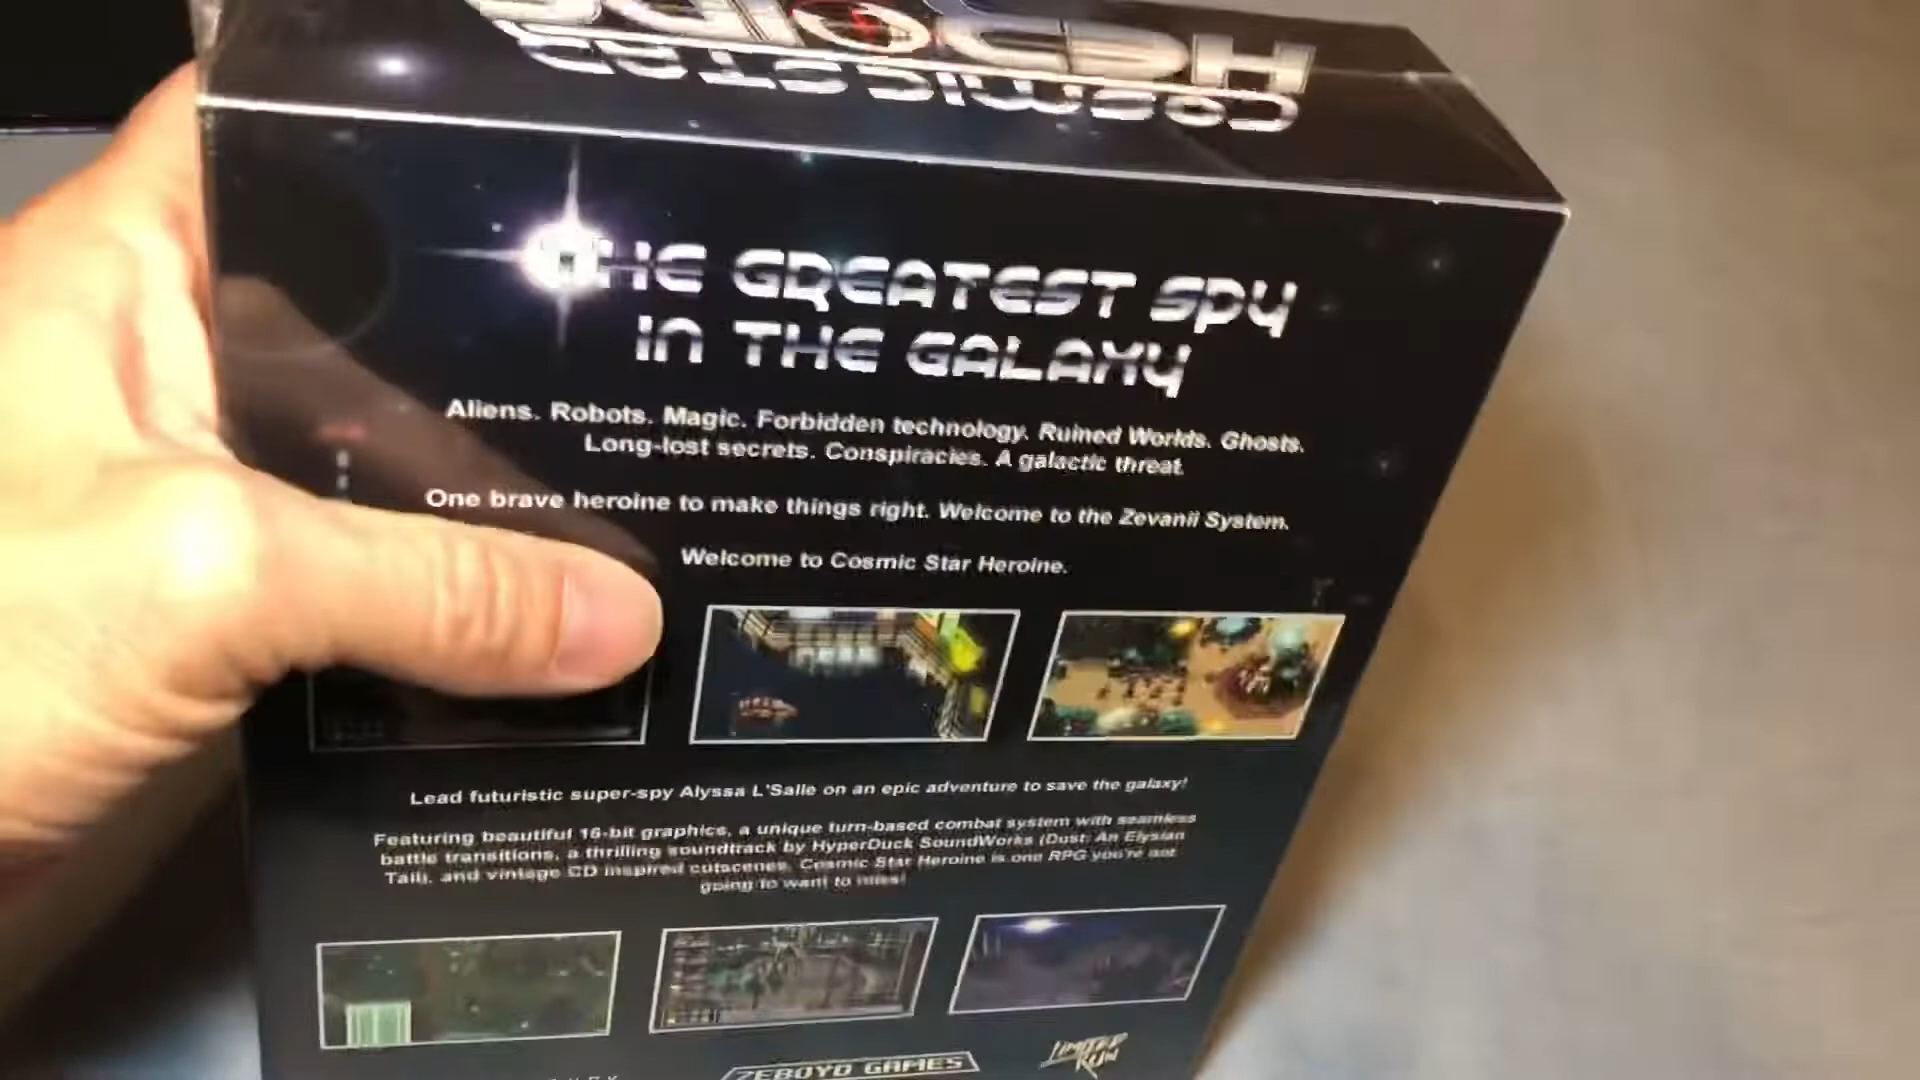 COSMIC STAR
HEROINE
THE GREATEST SPY
IN THE GALAXY
Aliens. Robots. Magic. Forbidden technology. Ruined Worlds. Ghosts.
Long-lost secrets. Conspiracies. A galactic threat.
One brave heroine to make things right. Welcome to the Zevanii System.
Welcome to Cosmic Star Heroine.
Lead futuristic super-spy Alyssa L'Salle on an epic adventure to save the galaxy!
Featuring beautiful 16-bit graphics, a unique turn-based combat system with seamless
battle transitions, a thrilling soundtrack by HyperDuck SoundWorks (Dust: An Elysian
Tail), and vintage CD inspired cutscenes, Cosmic Star Heroine is one RPG you're not
going to want to miss!
ZEBOYD GAMES
LIMITED
RUN